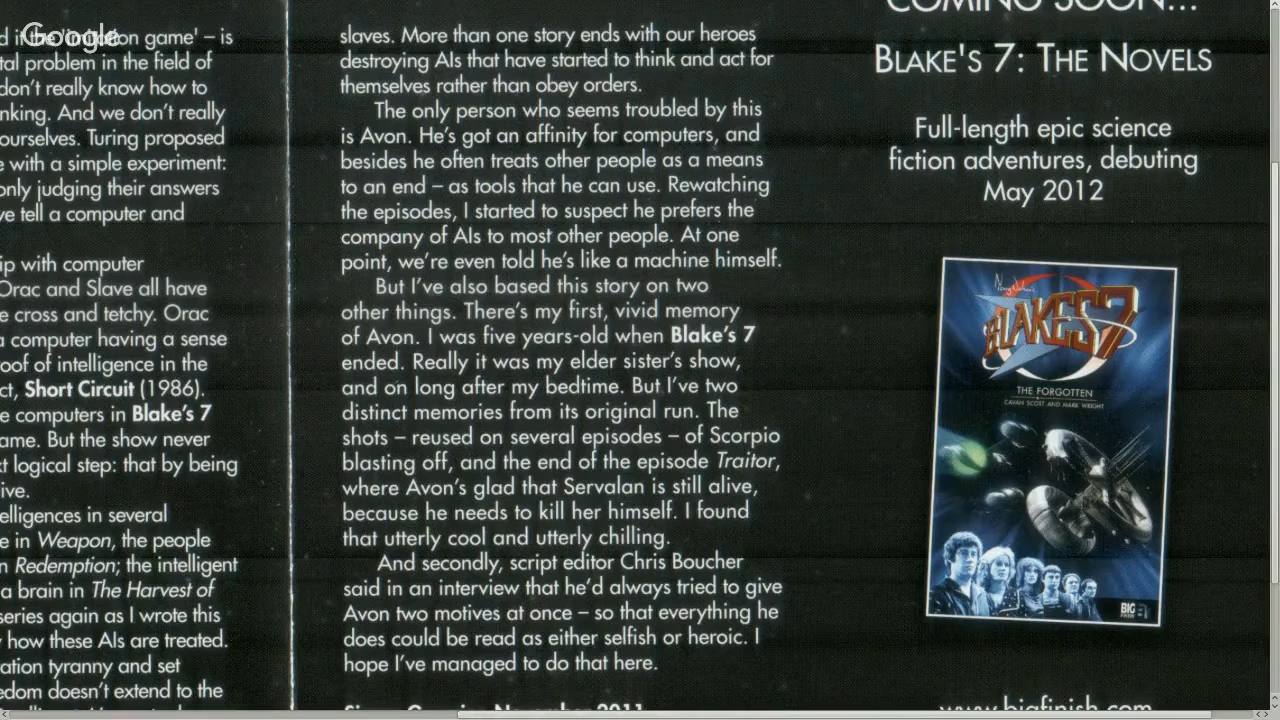 d if the 'imitation game' – is
tal problem in the field of
don't really know how to
nking. And we don't really
ourselves. Turing proposed
e with a simple experiment:
only judging their answers
ve tell a computer and
ip with computer
Orac and Slave all have
e cross and tetchy. Orac
a computer having a sense
oof of intelligence in the
ct, Short Circuit (1986).
e computers in Blake's 7
ame. But the show never
xt logical step: that by being
ive.
elligences in several
e in Weapon, the people
n Redemption; the intelligent
a brain in The Harvest of
series again as I wrote this
y how these AIs are treated.
ration tyranny and set
edom doesn't extend to the
Google
slaves. More than one story ends with our heroes
destroying AIs that have started to think and act for
themselves rather than obey orders.
The only person who seems troubled by this
is Avon. He's got an affinity for computers, and
besides he often treats other people as a means
to an end – as tools that he can use. Rewatching
the episodes, I started to suspect he prefers the
company of AIs to most other people. At one
point, we're even told he's like a machine himself.
But I've also based this story on two
other things. There's my first, vivid memory
of Avon. I was five years-old when Blake's 7
ended. Really it was my elder sister's show,
and on long after my bedtime. But I've two
distinct memories from its original run. The
shots – reused on several episodes – of Scorpio
blasting off, and the end of the episode Traitor,
where Avon's glad that Servalan is still alive,
because he needs to kill her himself. I found
that utterly cool and utterly chilling.
And secondly, script editor Chris Boucher
said in an interview that he'd always tried to give
Avon two motives at once – so that everything he
does could be read as either selfish or heroic. I
hope I've managed to do that here.
Simon Guerrier, November 2011
COMING SOON...
BLAKE'S 7: THE NOVELS
Full-length epic science
fiction adventures, debuting
May 2012
BLAKES 7
THE FORGOTTEN
CAVAN SCOTT AND MARK WRIGHT
BIG
FINISH
www.bigfinish.com